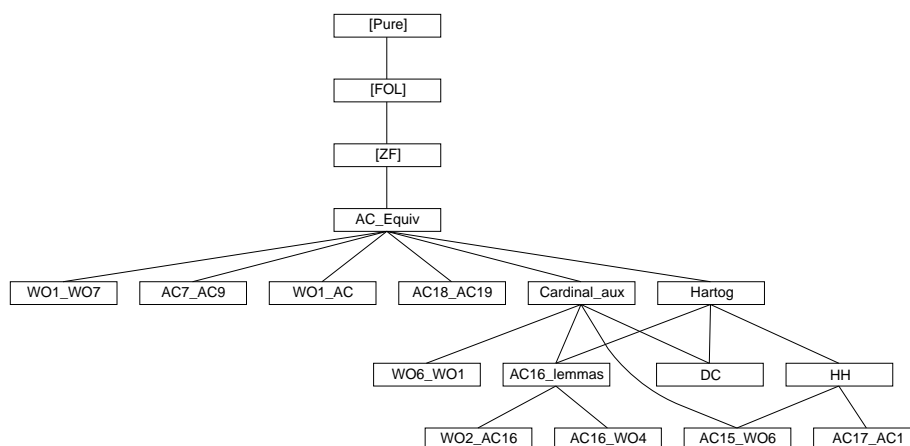 [Pure]
[FOL]
[ZF]
AC_Equiv
WO1_WO7 AC7_AC9 WO1_AC AC18_AC19 Cardinal_aux Hartog
WO6_WO1 AC16_lemmas DC HH
WO2_AC16 AC16_WO4 AC15_WO6 AC17_AC1